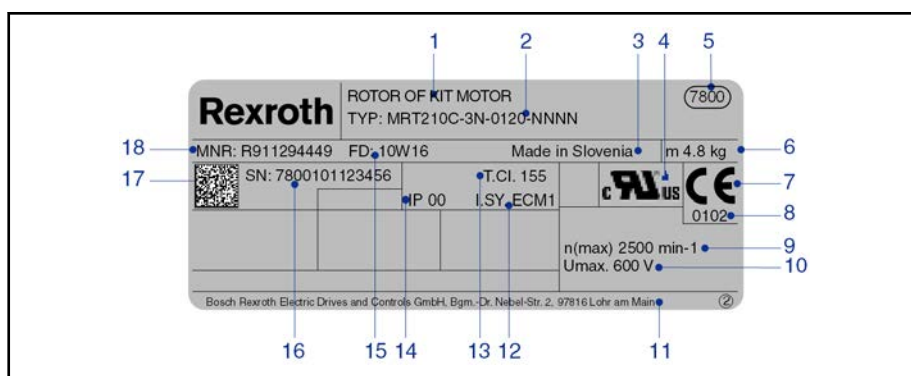 1 2 3 4 5
Rexroth
ROTOR OF KIT MOTOR
TYP: MRT210C-3N-0120-NNNN
7800
18 MNR: R911294449 FD: 10W16 Made in Slovenia m 4.8 kg 6
17 SN: 7800101123456 T.CI. 155 c RU us CE 7
IP 00 I.SY. ECM1 0102 8
n(max) 2500 min-1 9
Umax. 600 V 10
Bosch Rexroth Electric Drives and Controls GmbH, Bgm.-Dr. Nebel-Str. 2, 97816 Lohr am Main 2
16 15 14 13 12 11